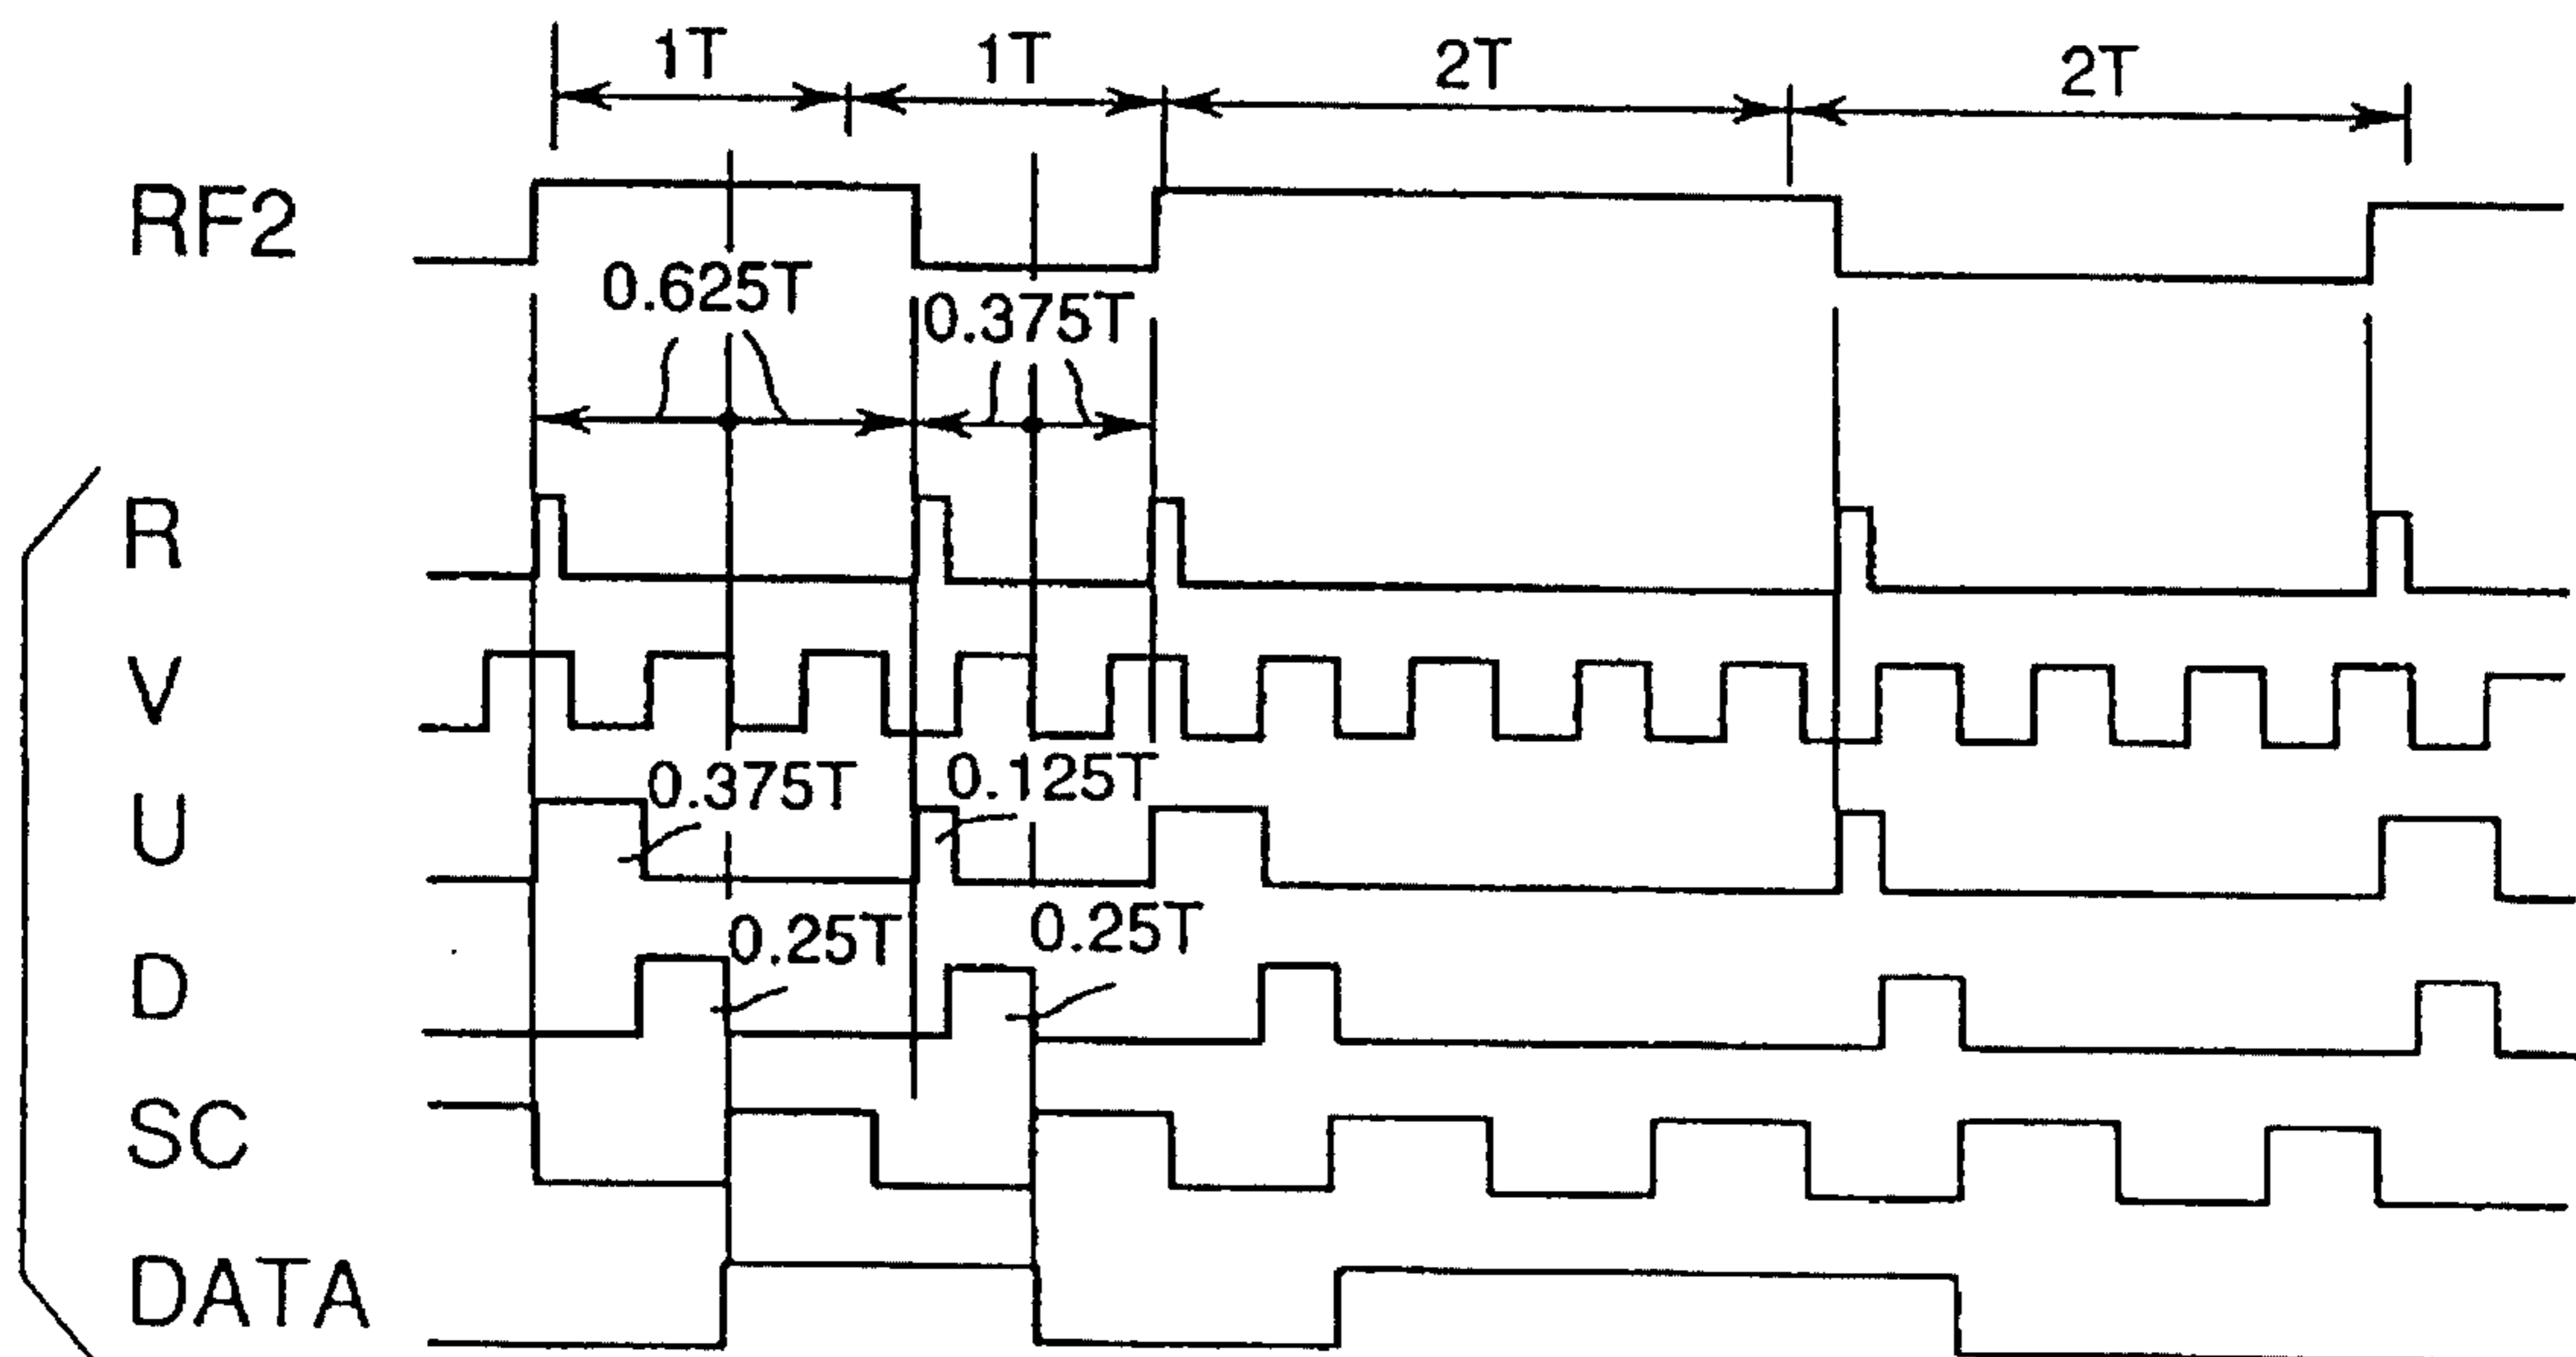 1T 1T 2T 2T
RF2
0.625T 0.375T
R
V
0.375T 0.125T
U
0.25T 0.25T
D
SC
DATA